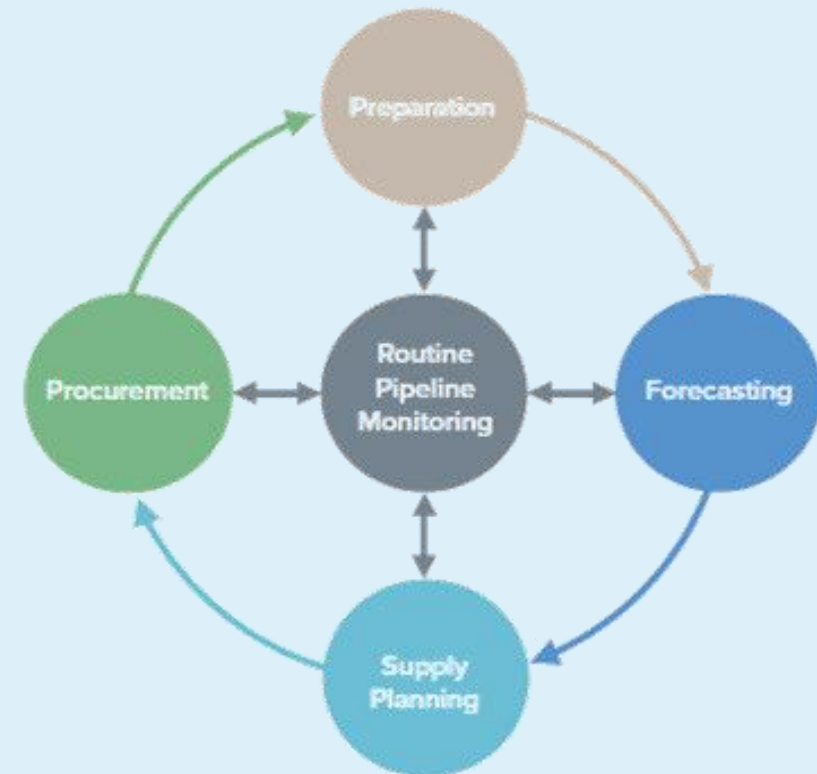 Preparation
Procurement
Routine
Pipeline
Monitoring
Forecasting
Supply
Planning